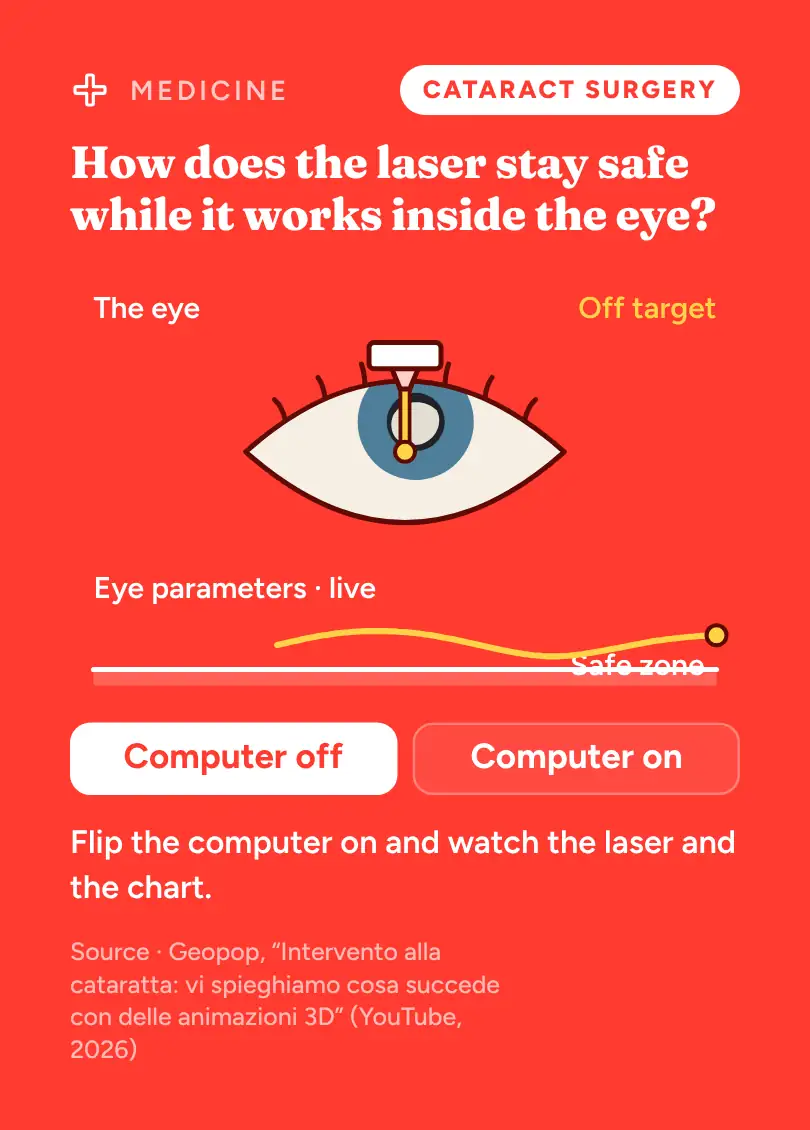 MEDICINE
CATARACT SURGERY
How does the laser stay safe
while it works inside the eye?
The eye
Off target
Eye parameters · live
Safe zone
Computer off
Computer on
Flip the computer on and watch the laser and
the chart.
Source · Geopop, “Intervento alla
cataratta: vi spieghiamo cosa succede
con delle animazioni 3D” (YouTube,
2026)